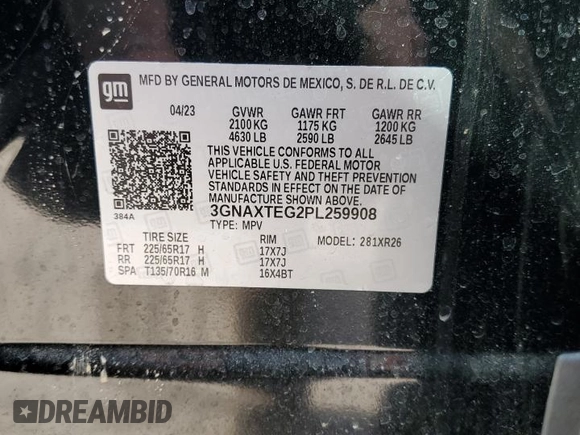 gm
MFD BY GENERAL MOTORS DE MEXICO, S. DE R.L. DE C.V.
04/23 GVWR GAWR FRT GAWR RR
2100 KG 1175 KG 1200 KG
4630 LB 2590 LB 2645 LB
THIS VEHICLE CONFORMS TO ALL
APPLICABLE U.S. FEDERAL MOTOR
VEHICLE SAFETY AND THEFT
PREVENTION STANDARDS IN
EFFECT ON THE DATE OF
MANUFACTURE SHOWN ABOVE.
384A
3GNAXTEG2PL259908
TYPE: MPV
TIRE SIZE RIM MODEL: 281XR26
FRT 225/65R17 H 17X7J
RR 225/65R17 H 17X7J
SPA T135/70R16 M 16X4BT
DREAMBID